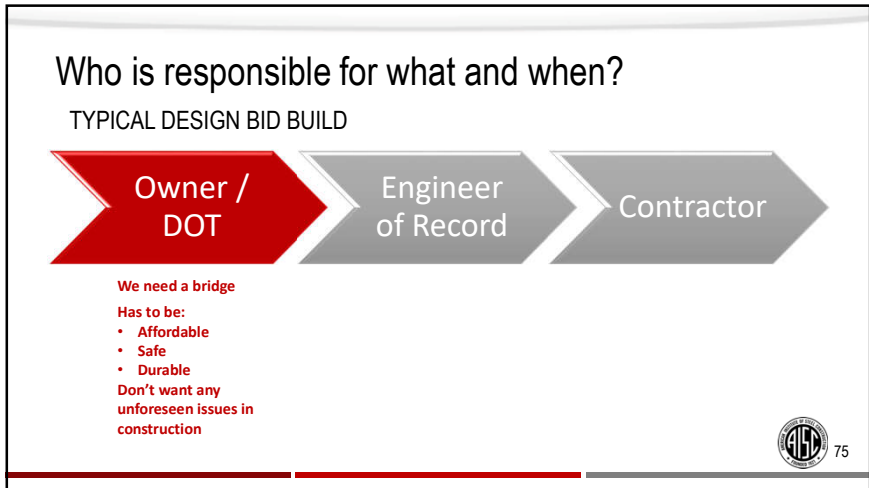 Who is responsible for what and when?
TYPICAL DESIGN BID BUILD
Owner /
DOT
Engineer
of Record
Contractor
We need a bridge
Has to be:
• Affordable
• Safe
• Durable
Don't want any
unforeseen issues in
construction
AISC
75